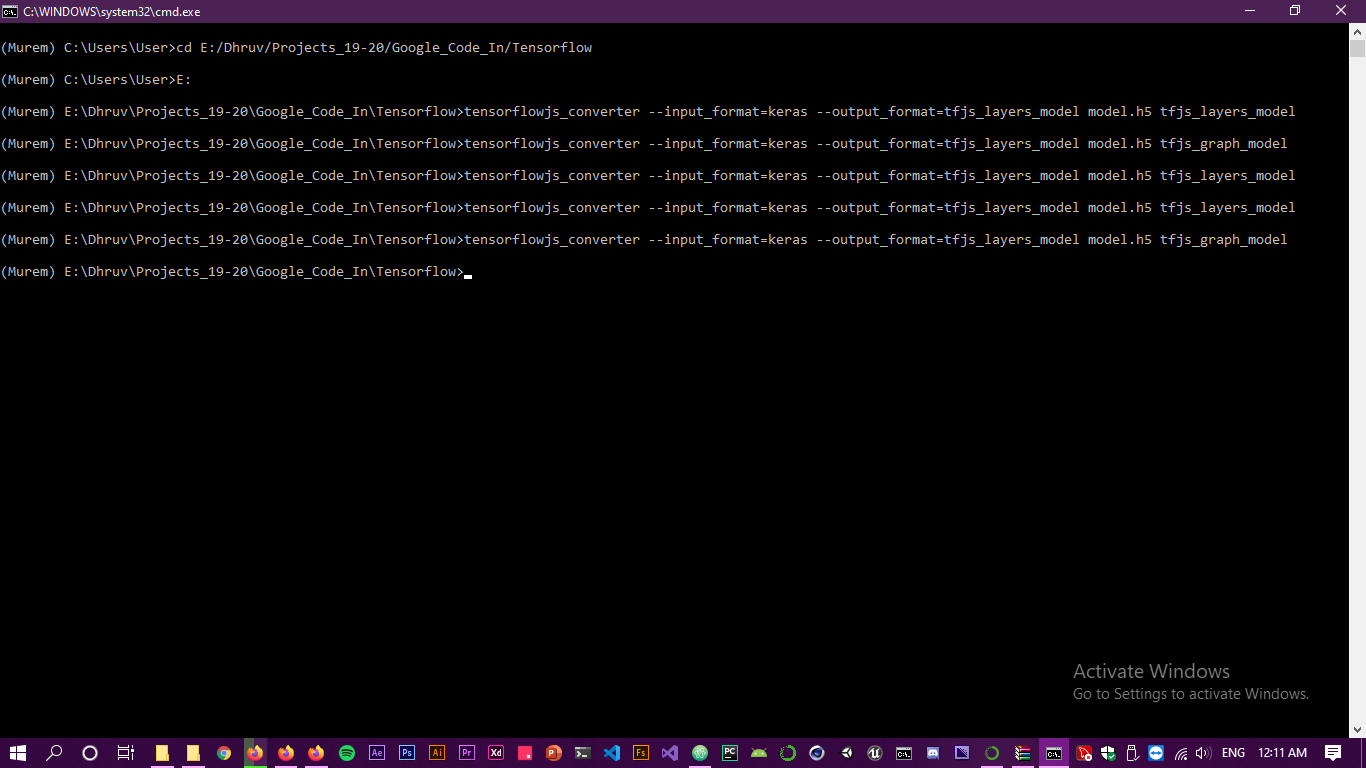 C:\WINDOWS\system32\cmd.exe
(Murem) C:\Users\User>cd E:/Dhruv/Projects_19-20/Google_Code_In/Tensorflow
(Murem) C:\Users\User>E:
(Murem) E:\Dhruv\Projects_19-20\Google_Code_In\Tensorflow>tensorflowjs_converter --input_format=keras --output_format=tfjs_layers_model model.h5 tfjs_layers_model
(Murem) E:\Dhruv\Projects_19-20\Google_Code_In\Tensorflow>tensorflowjs_converter --input_format=keras --output_format=tfjs_layers_model model.h5 tfjs_graph_model
(Murem) E:\Dhruv\Projects_19-20\Google_Code_In\Tensorflow>tensorflowjs_converter --input_format=keras --output_format=tfjs_layers_model model.h5 tfjs_layers_model
(Murem) E:\Dhruv\Projects_19-20\Google_Code_In\Tensorflow>tensorflowjs_converter --input_format=keras --output_format=tfjs_layers_model model.h5 tfjs_layers_model
(Murem) E:\Dhruv\Projects_19-20\Google_Code_In\Tensorflow>tensorflowjs_converter --input_format=keras --output_format=tfjs_layers_model model.h5 tfjs_graph_model
(Murem) E:\Dhruv\Projects_19-20\Google_Code_In\Tensorflow>
Activate Windows
Go to Settings to activate Windows.
Ae Ps Ai Pr Xd Fs PC ENG 12:11 AM